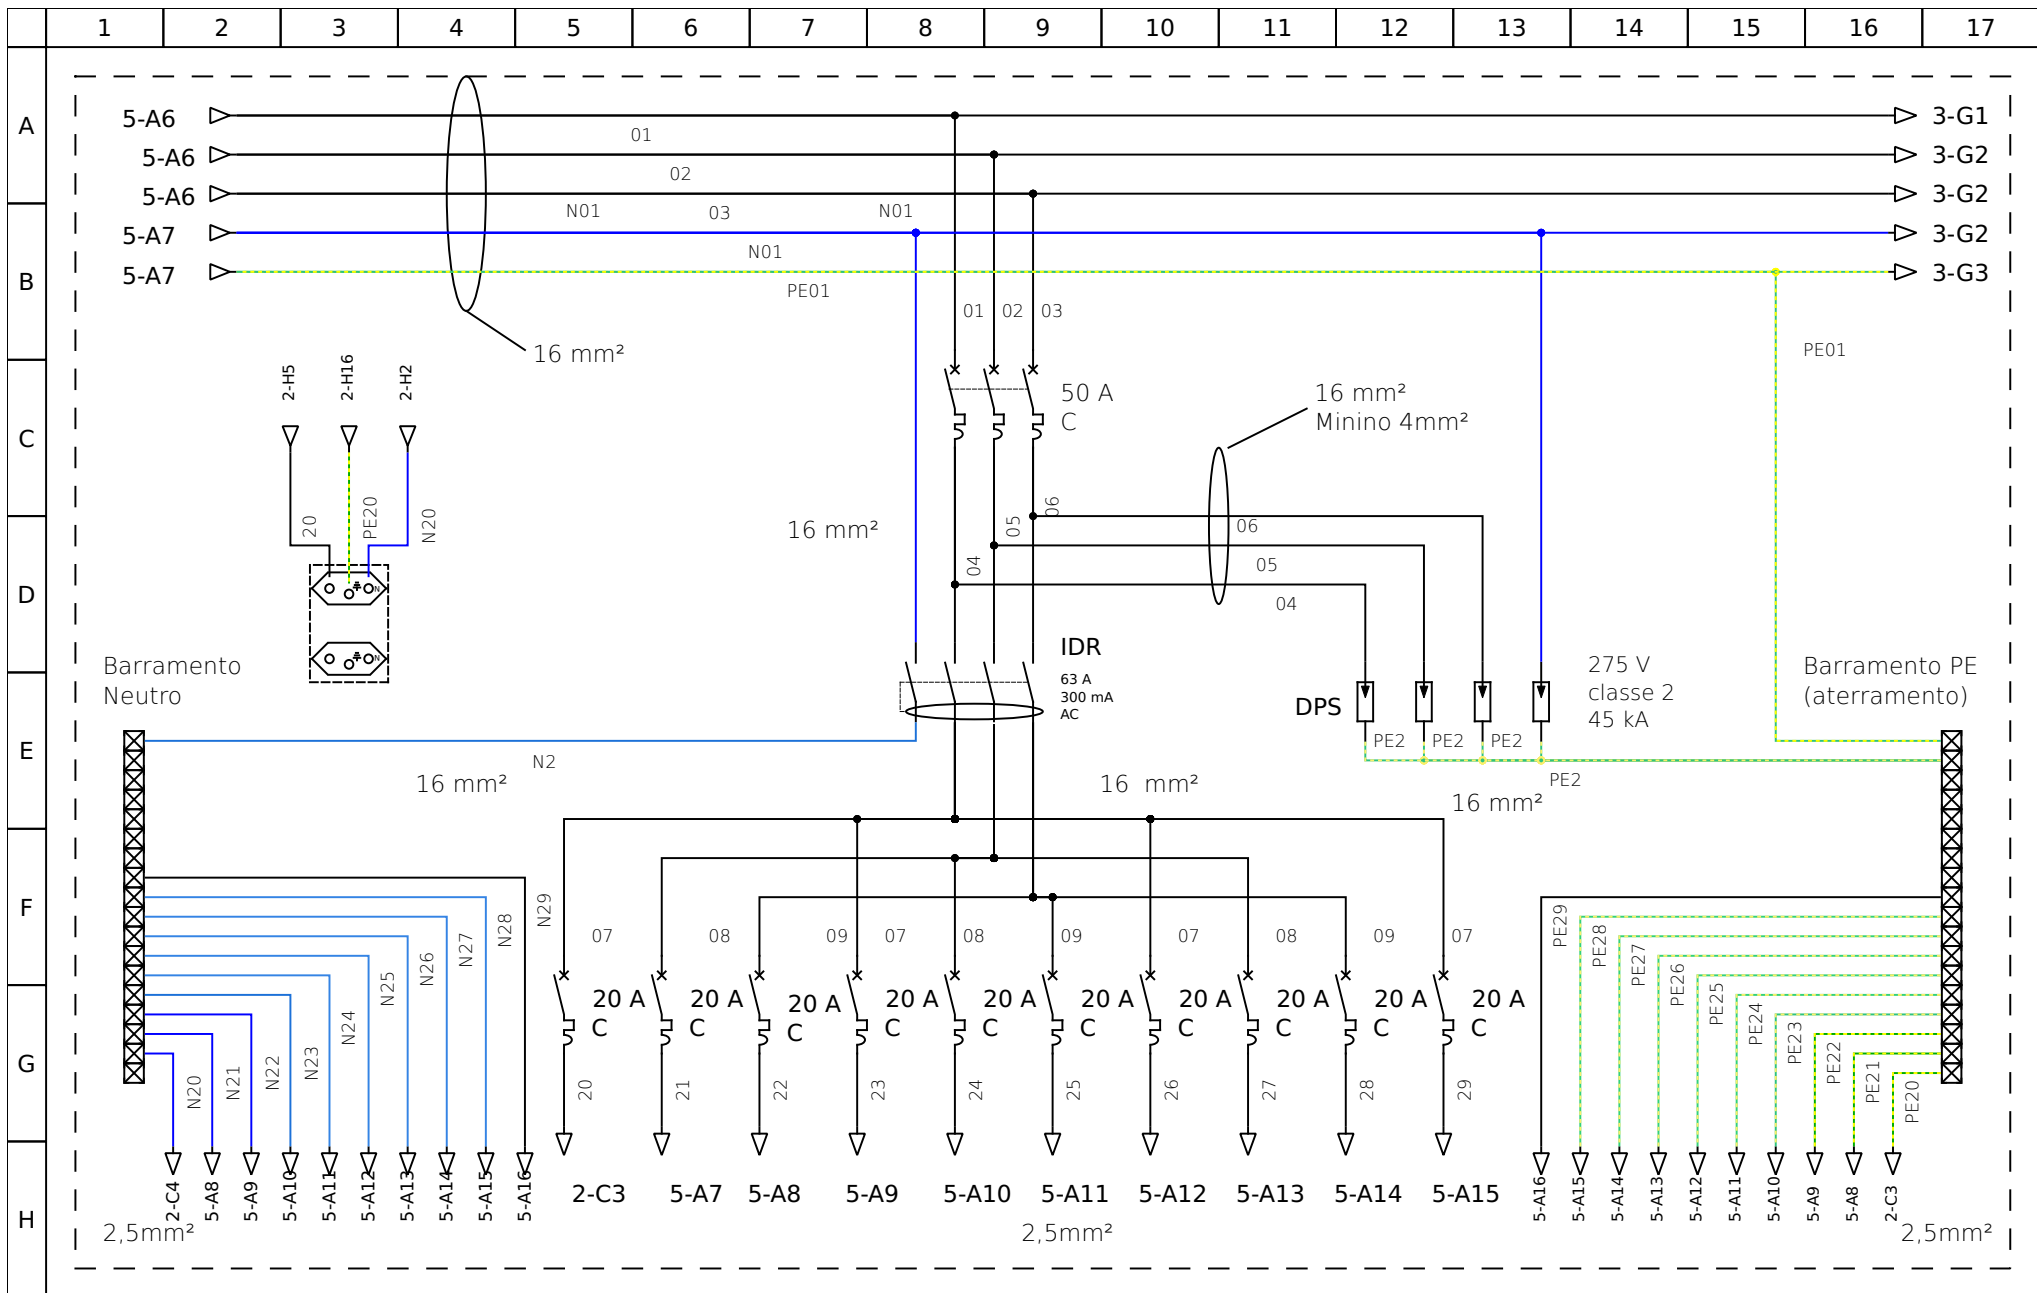 1 2 3 4 5 6 7 8 9 10 11 12 13 14 15 16 17
A
B
C
D
E
F
G
H
5-A6
5-A6
5-A6
5-A7
5-A7
01
02
N01 03 N01
N01
PE01
3-G1
3-G2
3-G2
3-G2
3-G3
01 02 03
PE01
16 mm²
2-H5
2-H16
2-H2
50 A
C
16 mm²
Minino 4mm²
20
PE20
N20
16 mm²
04
05
06
06
05
04
N
N
IDR
63 A
300 mA
AC
Barramento
Neutro
DPS
275 V
classe 2
45 kA
Barramento PE
(aterramento)
PE2 PE2 PE2
PE2
N2
16 mm²
16 mm²
16 mm²
N20
N21
N22
N23
N24
N25
N26
N27
N28
N29
07 08 09 07 08 09 07 08 09 07
20 A
C
20 A
C
20 A
C
20 A
C
20 A
C
20 A
C
20 A
C
20 A
C
20 A
C
20 A
C
20
21
22
23
24
25
26
27
28
29
PE29
PE28
PE27
PE26
PE25
PE24
PE23
PE22
PE21
PE20
2-C4
5-A8
5-A9
5-A10
5-A11
5-A12
5-A13
5-A14
5-A15
5-A16
2-C3 5-A7 5-A8 5-A9 5-A10 5-A11 5-A12 5-A13 5-A14 5-A15
5-A16
5-A15
5-A14
5-A13
5-A12
5-A11
5-A10
5-A9
5-A8
2-C3
2,5mm²
2,5mm²
2,5mm²